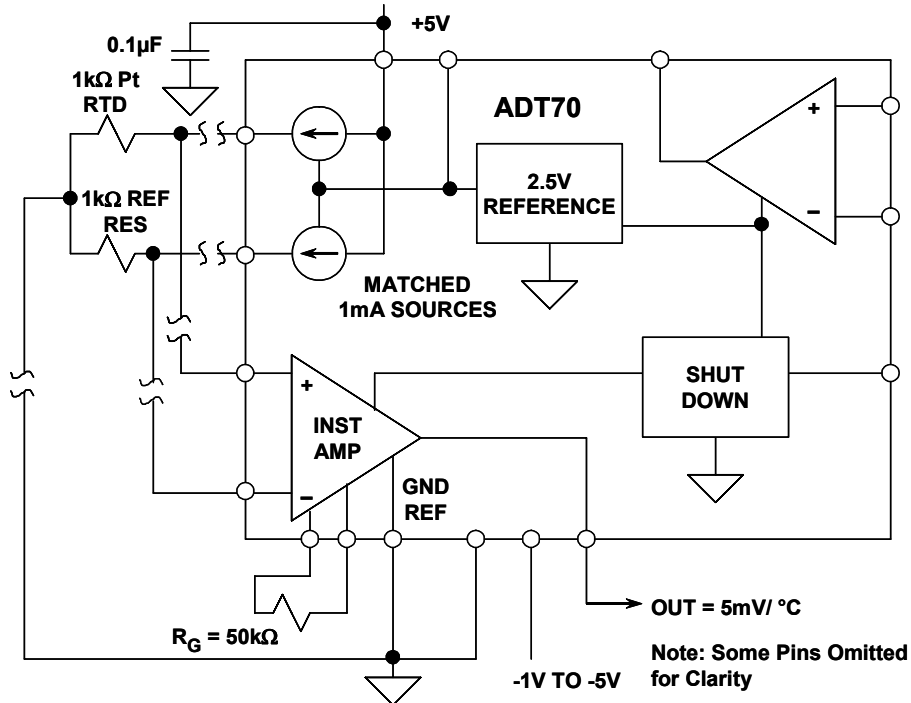 +5V
0.1µF
1kΩ Pt
RTD
ADT70
+
2.5V
REFERENCE
1kΩ REF
RES
−
MATCHED
1mA SOURCES
SHUT
DOWN
+
INST
AMP
−
GND
REF
RG = 50kΩ
OUT = 5mV/ °C
-1V TO -5V
Note: Some Pins Omitted
for Clarity